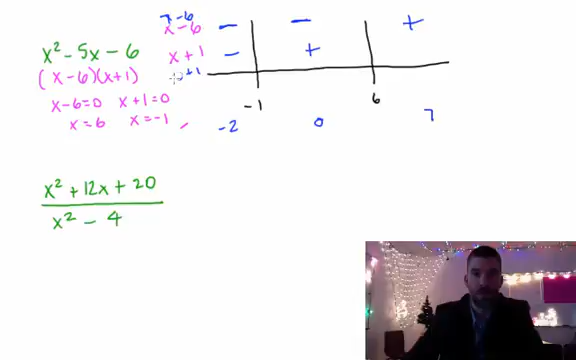 7-6
x-6 - - +
x² - 5x - 6
x+1 - +
(x-6)(x+1)
+1
x-6=0 x+1=0
-1 6
x=6 x=-1
-2 0 7
x² + 12x + 20
x² - 4